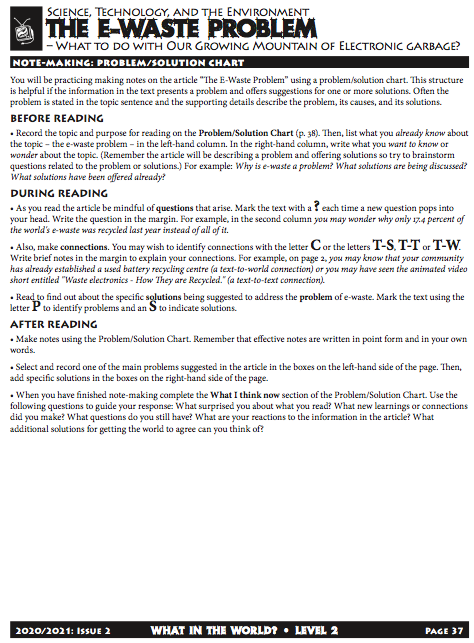 Science, Technology, and the Environment
The E-Waste Problem
– What to do with Our Growing Mountain of Electronic garbage?
Note-Making: Problem/Solution Chart
You will be practicing making notes on the article “The E-Waste Problem” using a problem/solution chart. This structure
is helpful if the information in the text presents a problem and offers suggestions for one or more solutions. Often the
problem is stated in the topic sentence and the supporting details describe the problem, its causes, and its solutions.
Before Reading
• Record the topic and purpose for reading on the Problem/Solution Chart (p. 38). Then, list what you already know about
the topic – the e-waste problem – in the left-hand column. In the right-hand column, write what you want to know or
wonder about the topic. (Remember the article will be describing a problem and offering solutions so try to brainstorm
questions related to the problem or solutions.) For example: Why is e-waste a problem? What solutions are being discussed?
What solutions have been offered already?
During Reading
• As you read the article be mindful of questions that arise. Mark the text with a ? each time a new question pops into
your head. Write the question in the margin. For example, in the second column you may wonder why only 17.4 percent of
the world's e-waste was recycled last year instead of all of it.
• Also, make connections. You may wish to identify connections with the letter C or the letters T-S, T-T or T-W.
Write brief notes in the margin to explain your connections. For example, on page 2, you may know that your community
has already established a used battery recycling centre (a text-to-world connection) or you may have seen the animated video
short entitled "Waste electronics - How They are Recycled." (a text-to-text connection).
• Read to find out about the specific solutions being suggested to address the problem of e-waste. Mark the text using the
letter P to identify problems and an S to indicate solutions.
After Reading
• Make notes using the Problem/Solution Chart. Remember that effective notes are written in point form and in your own
words.
• Select and record one of the main problems suggested in the article in the boxes on the left-hand side of the page. Then,
add specific solutions in the boxes on the right-hand side of the page.
• When you have finished note-making complete the What I think now section of the Problem/Solution Chart. Use the
following questions to guide your response: What surprised you about what you read? What new learnings or connections
did you make? What questions do you still have? What are your reactions to the information in the article? What
additional solutions for getting the world to agree can you think of?
2020/2021: Issue 2
What in the World? • Level 2
Page 37